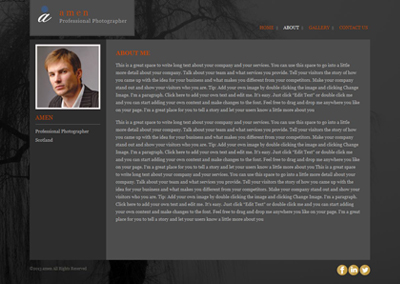 a
amen
Professional Photographer
HOME | ABOUT | GALLERY | CONTACT US
AMEN
Professional Photographer
Scotland
ABOUT ME
This is a great space to write long text about your company and your services. You can use this space to go into a little
more detail about your company. Talk about your team and what services you provide. Tell your visitors the story of how
you came up with the idea for your business and what makes you different from your competitors. Make your company
stand out and show your visitors who you are. Tip: Add your own image by double clicking the image and clicking Change
Image. I'm a paragraph. Click here to add your own text and edit me. It's easy. Just click "Edit Text" or double click me
and you can start adding your own content and make changes to the font. Feel free to drag and drop me anywhere you like
on your page. I'm a great place for you to tell a story and let your users know a little more about you.
This is a great space to write long text about your company and your services. You can use this space to go into a little
more detail about your company. Talk about your team and what services you provide. Tell your visitors the story of how
you came up with the idea for your business and what makes you different from your competitors. Make your company
stand out and show your visitors who you are. Tip: Add your own image by double clicking the image and clicking Change
Image. I'm a paragraph. Click here to add your own text and edit me. It's easy. Just click "Edit Text" or double click me
and you can start adding your own content and make changes to the font. Feel free to drag and drop me anywhere you like
on your page. I'm a great place for you to tell a story and let your users know a little more about you.This is a great space
to write long text about your company and your services. You can use this space to go into a little more detail about your
company. Talk about your team and what services you provide. Tell your visitors the story of how you came up with the
idea for your business and what makes you different from your competitors. Make your company stand out and show your
visitors who you are. Tip: Add your own image by double clicking the image and clicking Change Image. I'm a paragraph.
Click here to add your own text and edit me. It's easy. Just click "Edit Text" or double click me and you can start adding
your own content and make changes to the font. Feel free to drag and drop me anywhere you like on your page. I'm a great
place for you to tell a story and let your users know a little more about you.
All Rights Reserved
f in